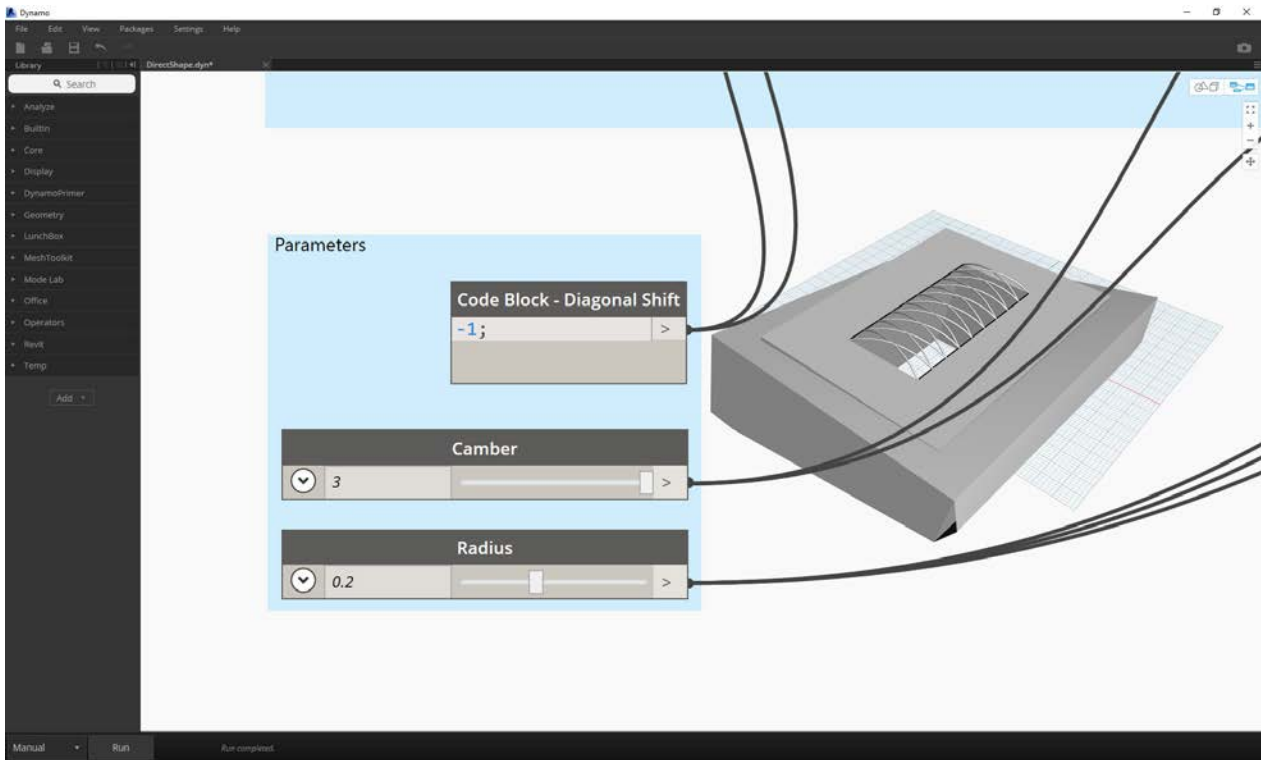 Dynamo
File Edit View Packages Settings Help
Library
DirectShape.dyn*
Search
Analyze
BuiltIn
Core
Display
DynamoPrimer
Geometry
LunchBox
MeshToolkit
Mode Lab
Office
Operators
Revit
Temp
Add
Parameters
Code Block - Diagonal Shift
-1; >
Camber
3 >
Radius
0.2 >
Manual Run Run completed.